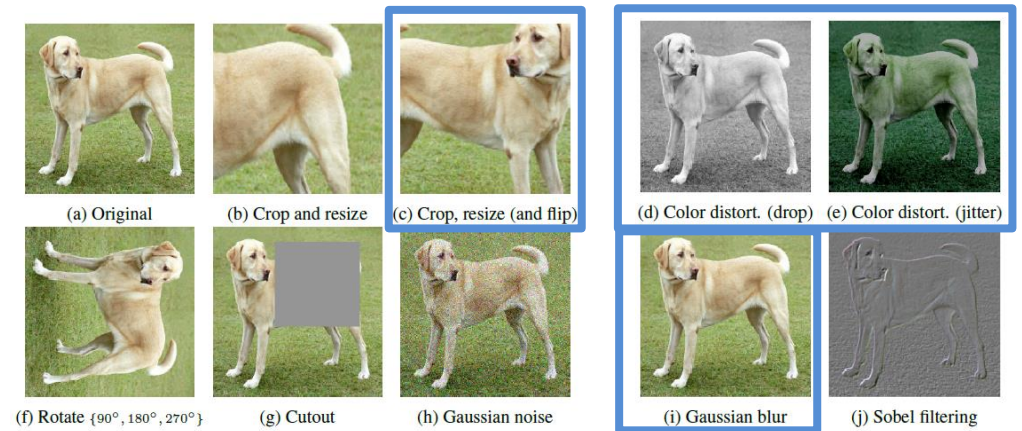 (a) Original
(b) Crop and resize
(c) Crop, resize (and flip)
(d) Color distort. (drop)
(e) Color distort. (jitter)
(f) Rotate {90°, 180°, 270°}
(g) Cutout
(h) Gaussian noise
(i) Gaussian blur
(j) Sobel filtering